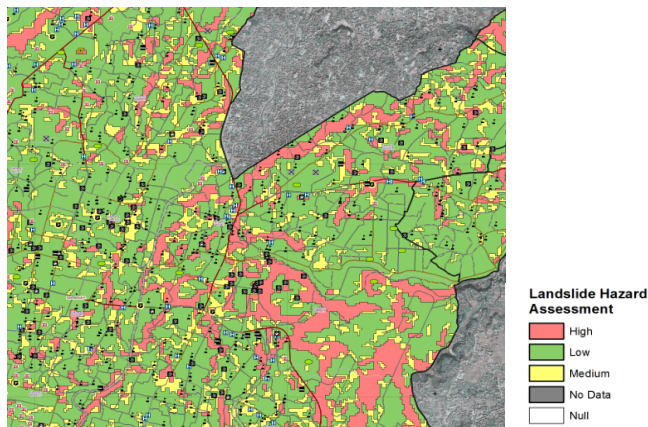 Landslide Hazard
Assessment
High
Low
Medium
No Data
Null